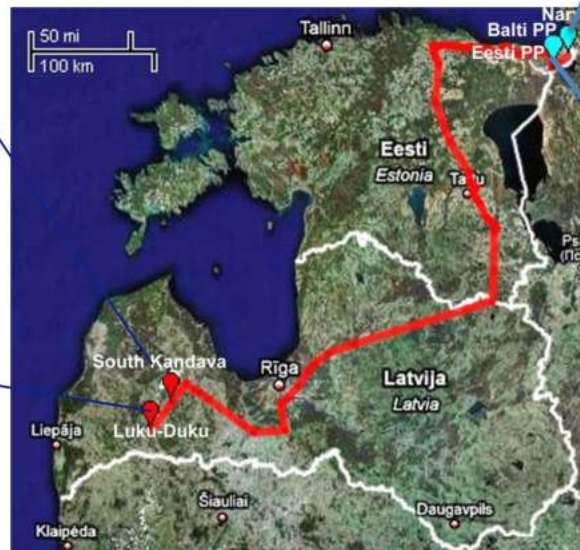 50 mi
100 km
Tallinn
Balti PP
Eesti PP
Eesti
Estonia
South Kandava
Rīga
Latvija
Latvia
Luku-Duku
Liepāja
Šiauliai
Daugavpils
Klaipėda